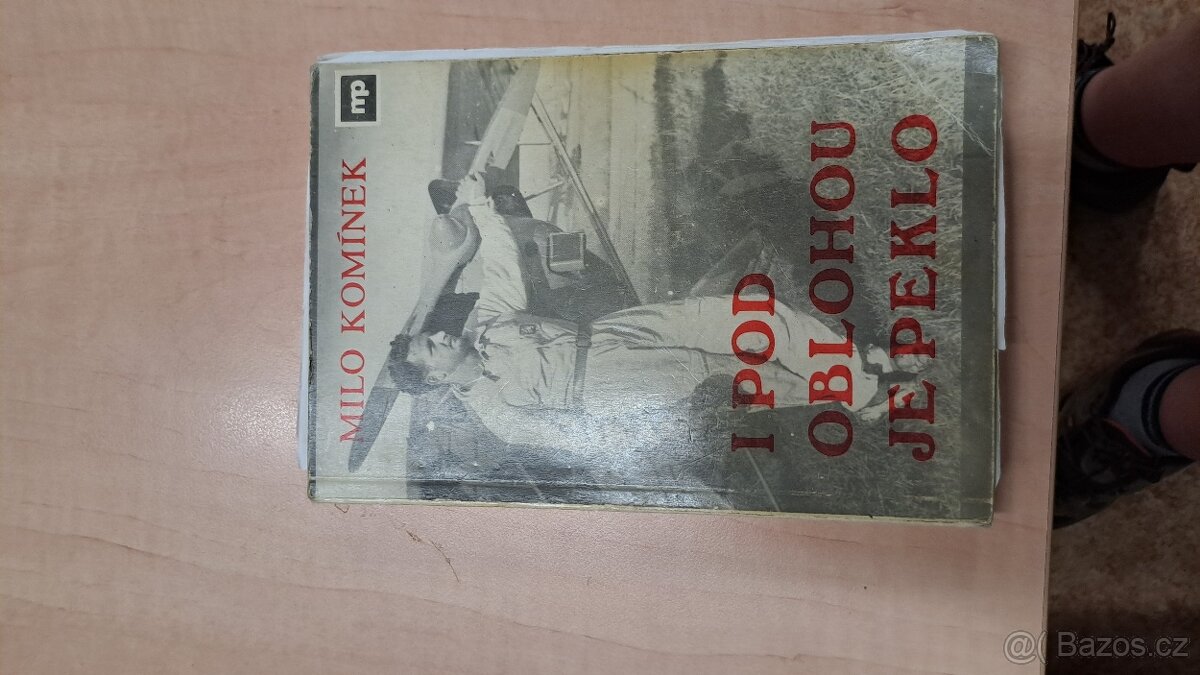 mp
MILO KOMÍNEK
I POD
OBLOHOU
JE PEKLO
@( Bazos.cz